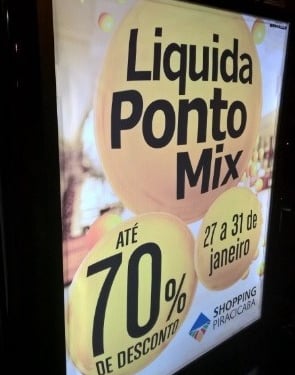 Liquida
Ponto
Mix
ATÉ
70%
DE DESCONTO
27 a 31 de
janeiro
SHOPPING
PIRACICABA